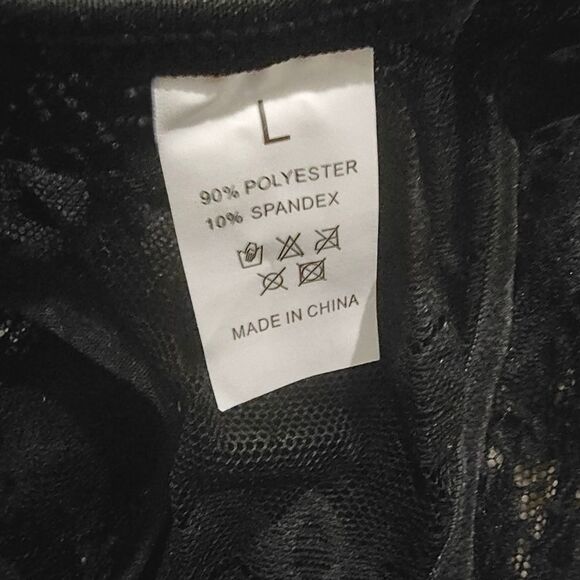 L
90% POLYESTER
10% SPANDEX
MADE IN CHINA